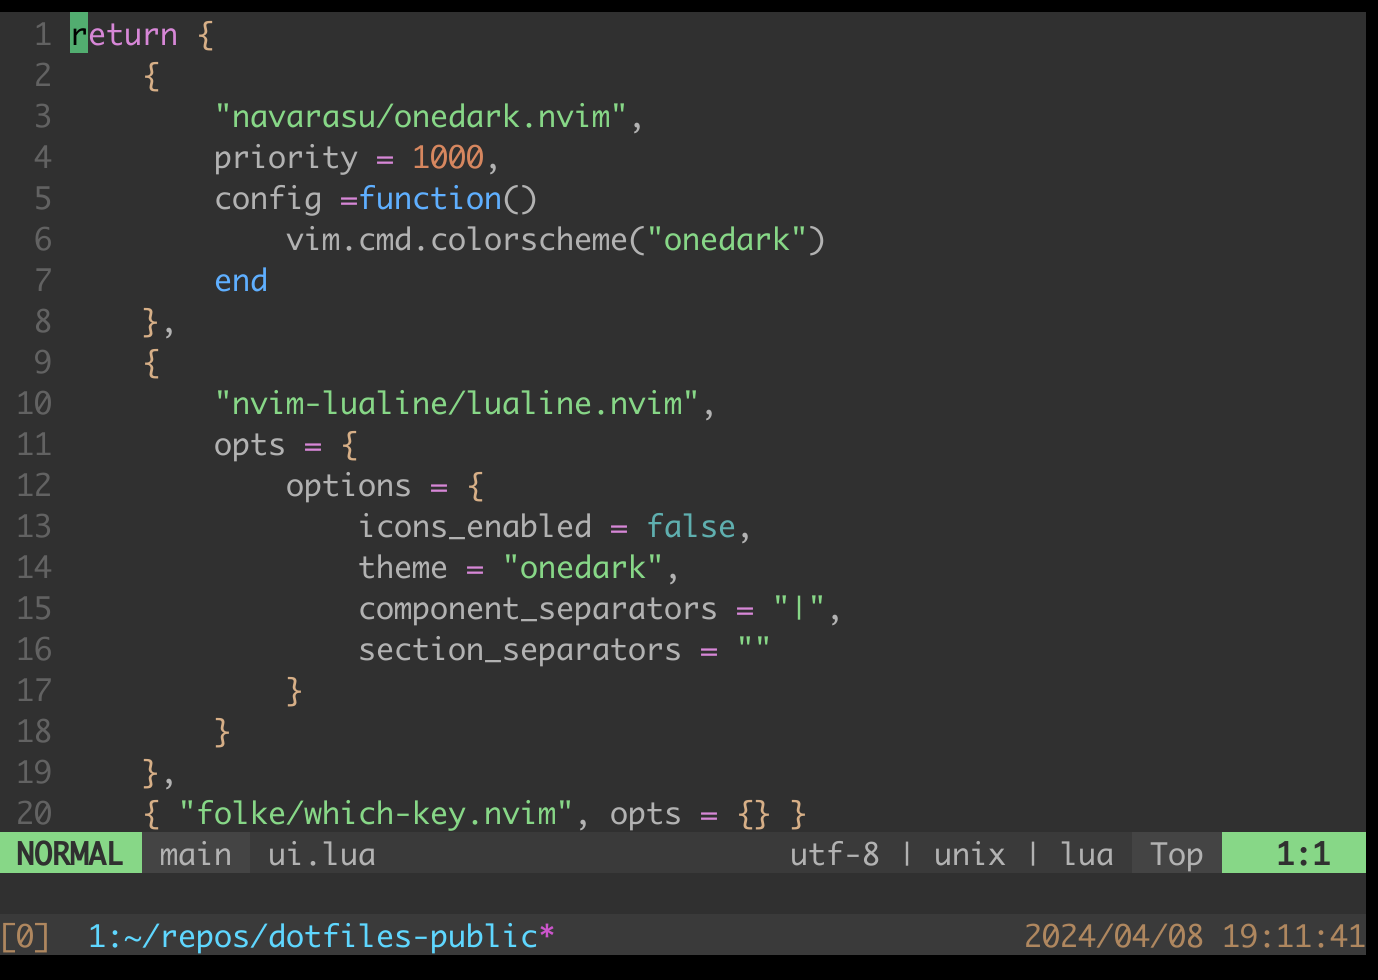 1 return {
2     {
3         "navarasu/onedark.nvim",
4         priority = 1000,
5         config =function()
6             vim.cmd.colorscheme("onedark")
7         end
8     },
9     {
10         "nvim-lualine/lualine.nvim",
11         opts = {
12             options = {
13                 icons_enabled = false,
14                 theme = "onedark",
15                 component_separators = "|",
16                 section_separators = ""
17             }
18         }
19     },
20     { "folke/which-key.nvim", opts = {} }
NORMAL main ui.lua utf-8 | unix | lua Top 1:1
[0] 1:~/repos/dotfiles-public* 2024/04/08 19:11:41